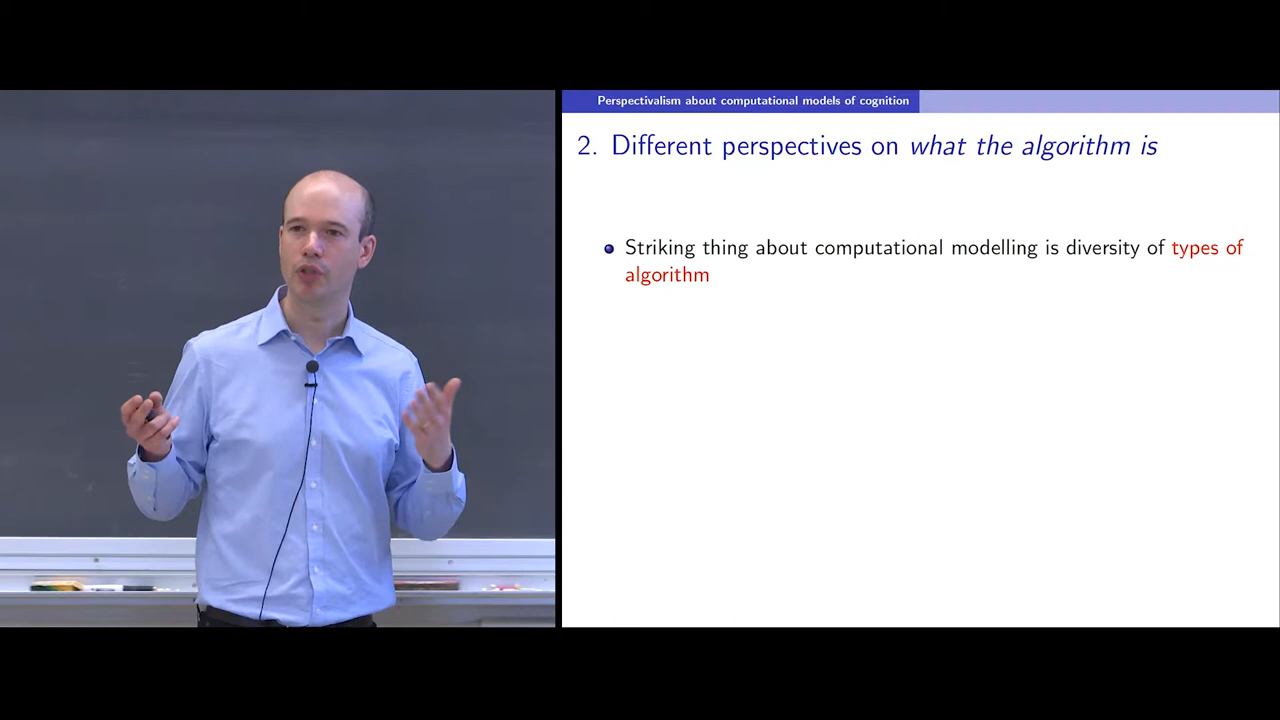 Perspectivalism about computational models of cognition
2. Different perspectives on what the algorithm is
Striking thing about computational modelling is diversity of types of
algorithm